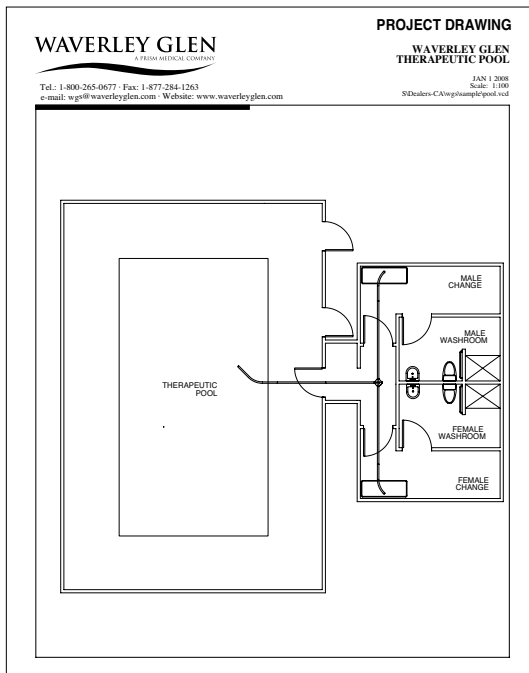 PROJECT DRAWING
WAVERLEY GLEN
A PRISM MEDICAL COMPANY
WAVERLEY GLEN
THERAPEUTIC POOL
Tel.: 1-800-265-0677 · Fax: 1-877-284-1263
e-mail: wgs@waverleyglen.com · Website: www.waverleyglen.com
JAN 1 2008
Scale: 1:100
S\Dealers-CA\wgs\sample\pool.vcd
MALE
CHANGE
MALE
WASHROOM
THERAPEUTIC
POOL
FEMALE
WASHROOM
FEMALE
CHANGE